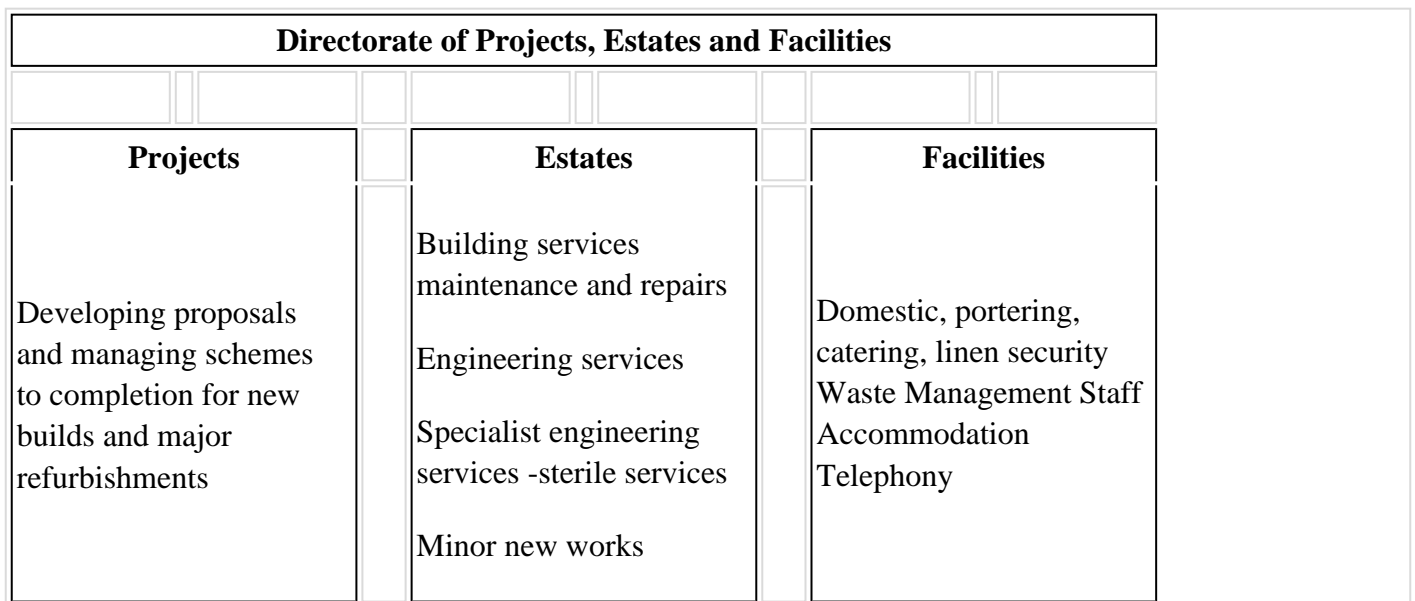 Directorate of Projects, Estates and Facilities
Projects
Developing proposals
and managing schemes
to completion for new
builds and major
refurbishments
Estates
Building services
maintenance and repairs
Engineering services
Specialist engineering
services -sterile services
Minor new works
Facilities
Domestic, portering,
catering, linen security
Waste Management Staff
Accommodation
Telephony